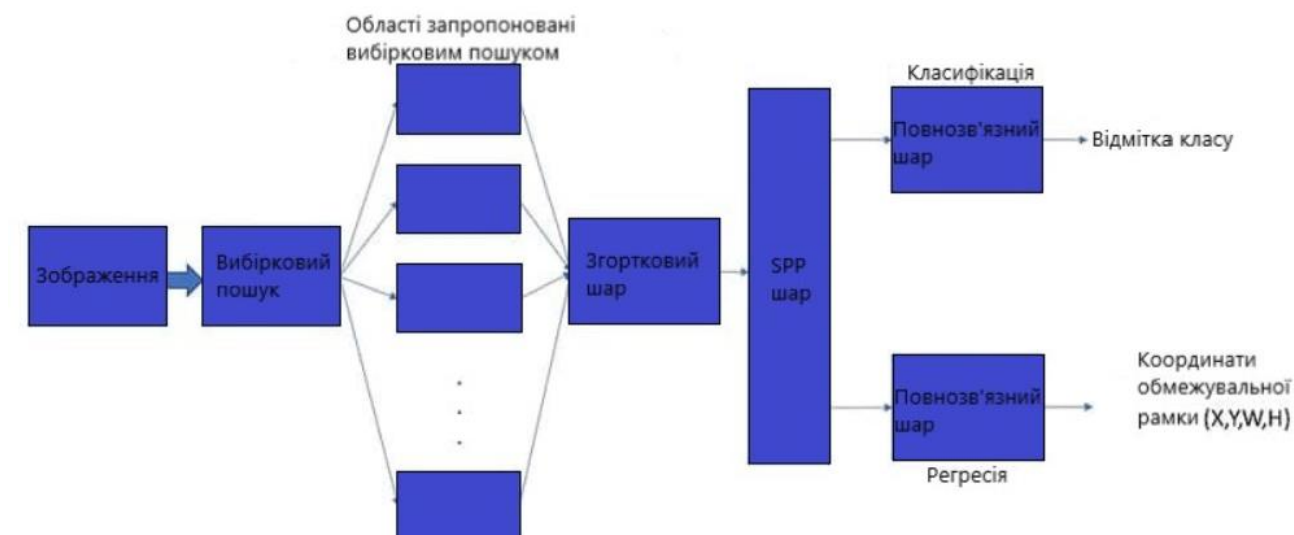 Області запропоновані
вибірковим пошуком
Зображення
Вибірковий
пошук
Згортковий
шар
SPP
шар
Класифікація
Повнозв'язний
шар
Відмітка класу
Повнозв'язний
шар
Регресія
Координати
обмежувальної
рамки (X,Y,W,H)